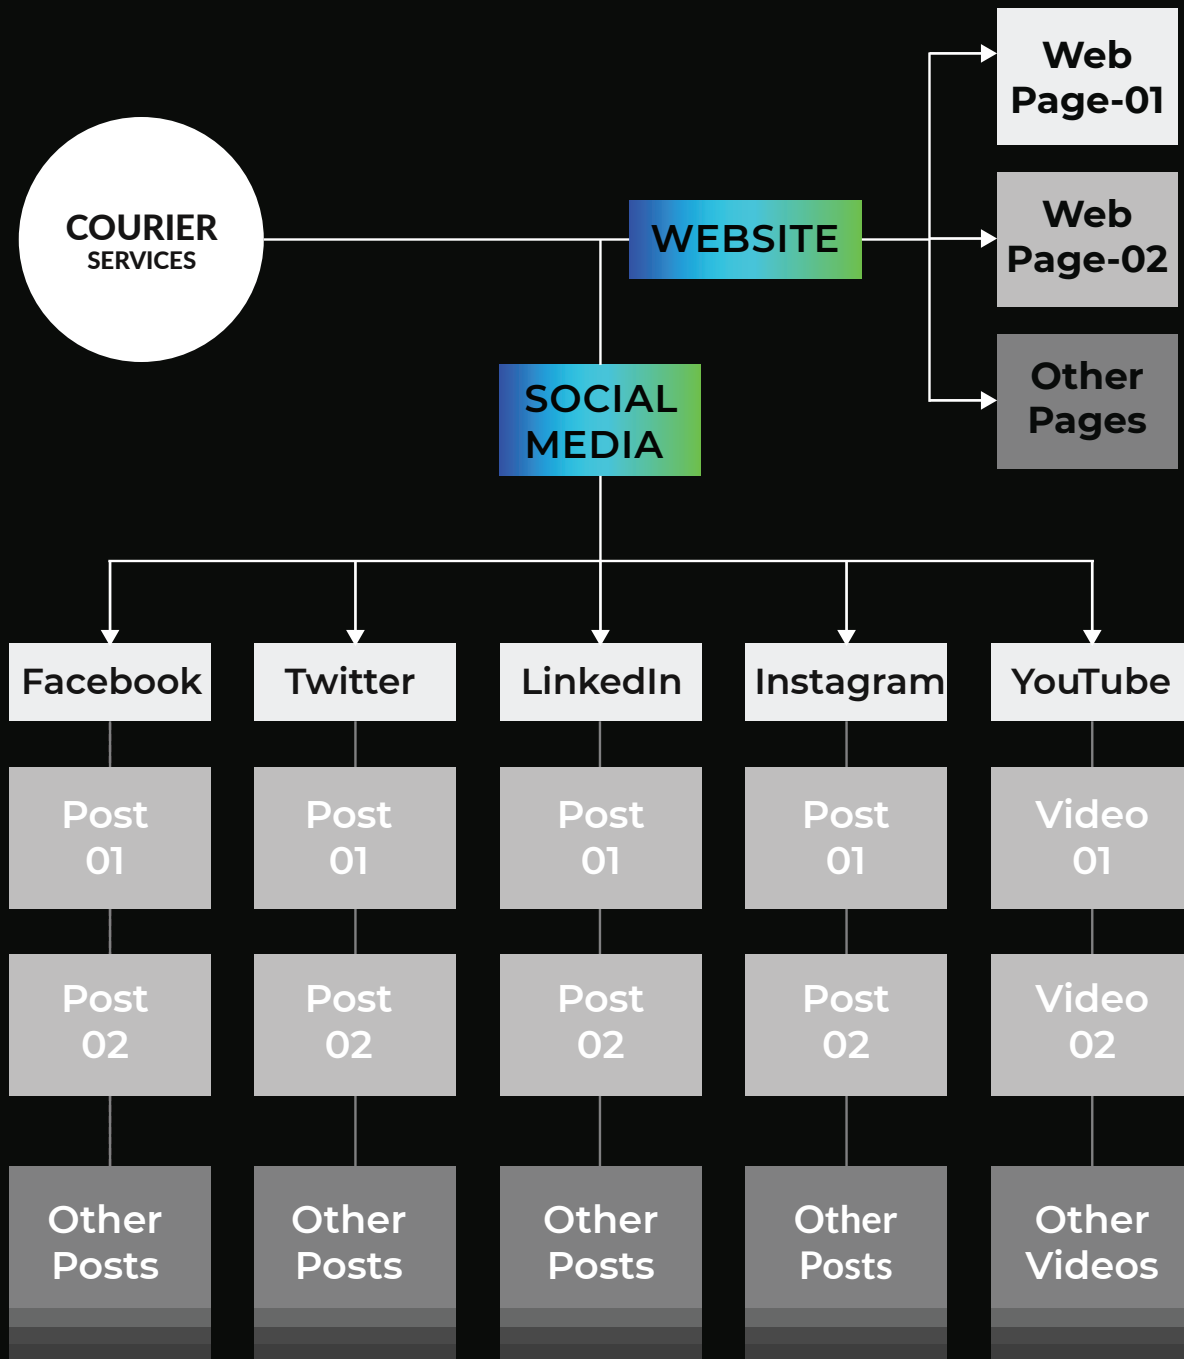 COURIER
SERVICES
WEBSITE
Web
Page-01
Web
Page-02
Other
Pages
SOCIAL
MEDIA
Facebook
Twitter
LinkedIn
Instagram
YouTube
Post
01
Post
01
Post
01
Post
01
Video
01
Post
02
Post
02
Post
02
Post
02
Video
02
Other
Posts
Other
Posts
Other
Posts
Other
Posts
Other
Videos